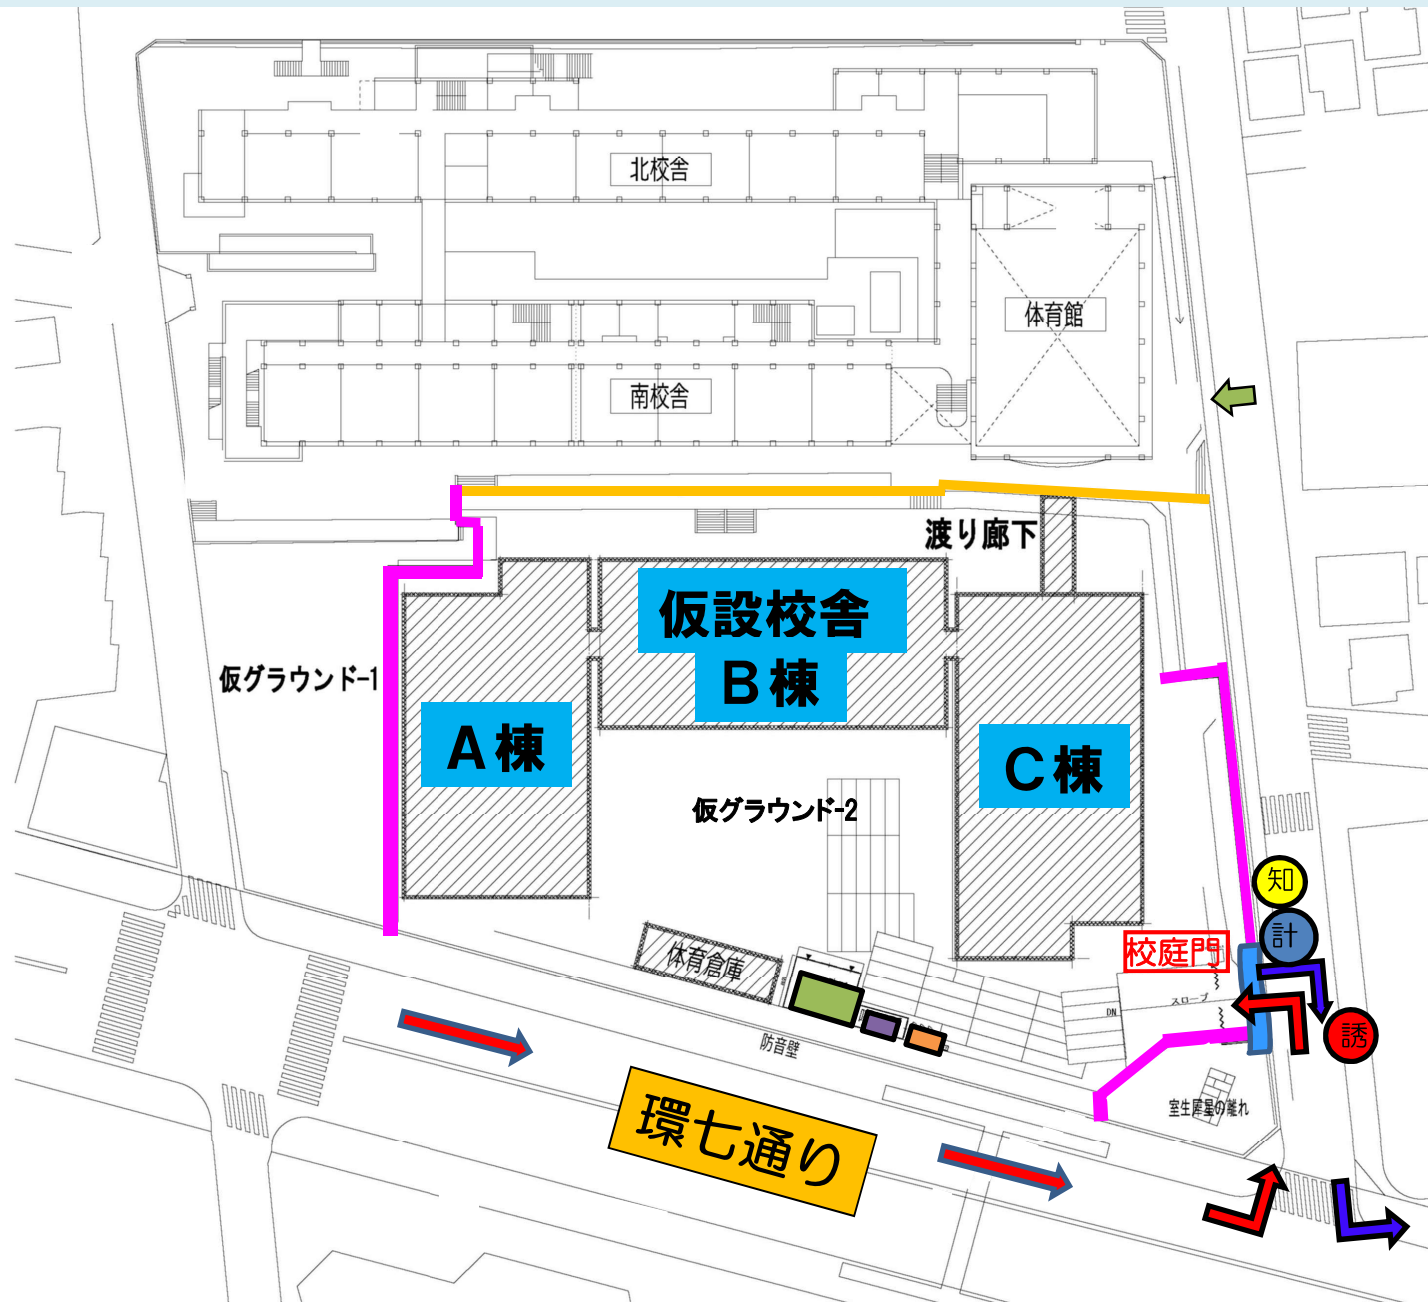 北校舎
体育館
南校舎
渡り廊下
仮設校舎
B棟
仮グラウンド-1
A棟
C棟
仮グラウンド-2
知
計
校庭門
体育倉庫
スロープ
DN
誘
防音壁
環七通り
室生犀星の離れ